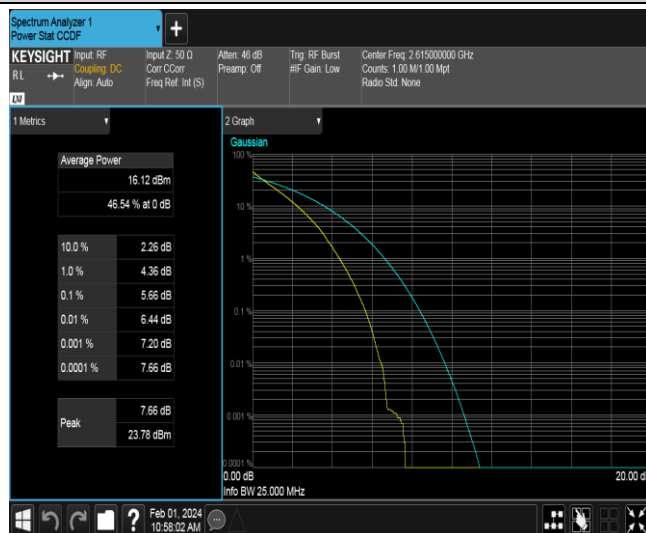 Spectrum Analyzer 1
Power Stat CCDF
KEYSIGHT
RL
LXI
Input: RF
Coupling: DC
Align: Auto
Input Z: 50 Ω
Corr CCorr
Freq Ref: Int (S)
Atten: 46 dB
Preamp: Off
Trig: RF Burst
#IF Gain: Low
Center Freq: 2.615000000 GHz
Counts: 1.00 M/1.00 Mpt
Radio Std: None
1 Metrics
Average Power
16.12 dBm
46.54 % at 0 dB
10.0 % 2.26 dB
1.0 % 4.36 dB
0.1 % 5.66 dB
0.01 % 6.44 dB
0.001 % 7.20 dB
0.0001 % 7.66 dB
Peak
7.66 dB
23.78 dBm
2 Graph
Gaussian
100 %
10 %
1 %
0.1 %
0.01 %
0.001 %
0.0001 %
0.00 dB
20.00 d
Info BW 25.000 MHz
?
Feb 01, 2024
10:58:02 AM